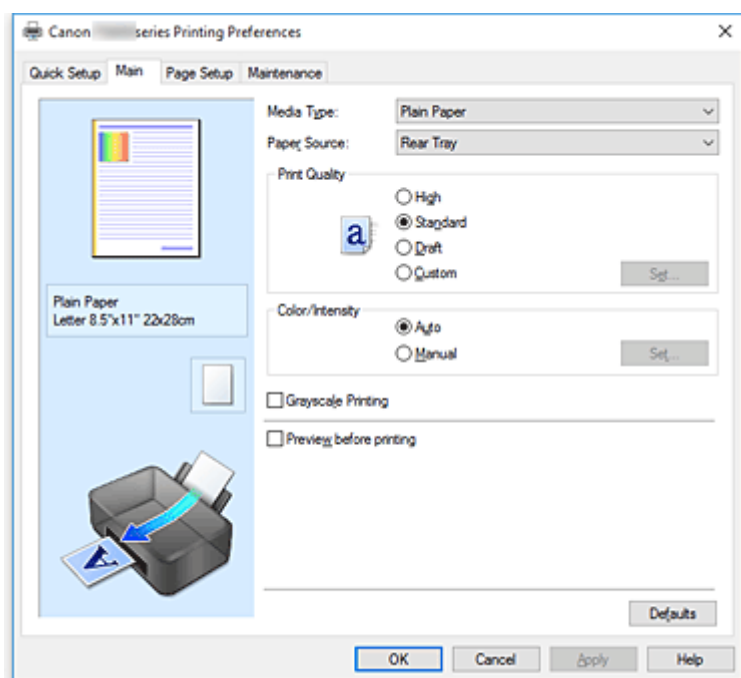 Canon series Printing Preferences
Quick Setup Main Page Setup Maintenance
Media Type: Plain Paper
Paper Source: Rear Tray
Print Quality
High
a
Standard
Draft
Custom Set...
Plain Paper
Letter 8.5"x11" 22x28cm
Color/Intensity
Auto
Manual Set...
Grayscale Printing
Preview before printing
A
Defaults
OK Cancel Apply Help